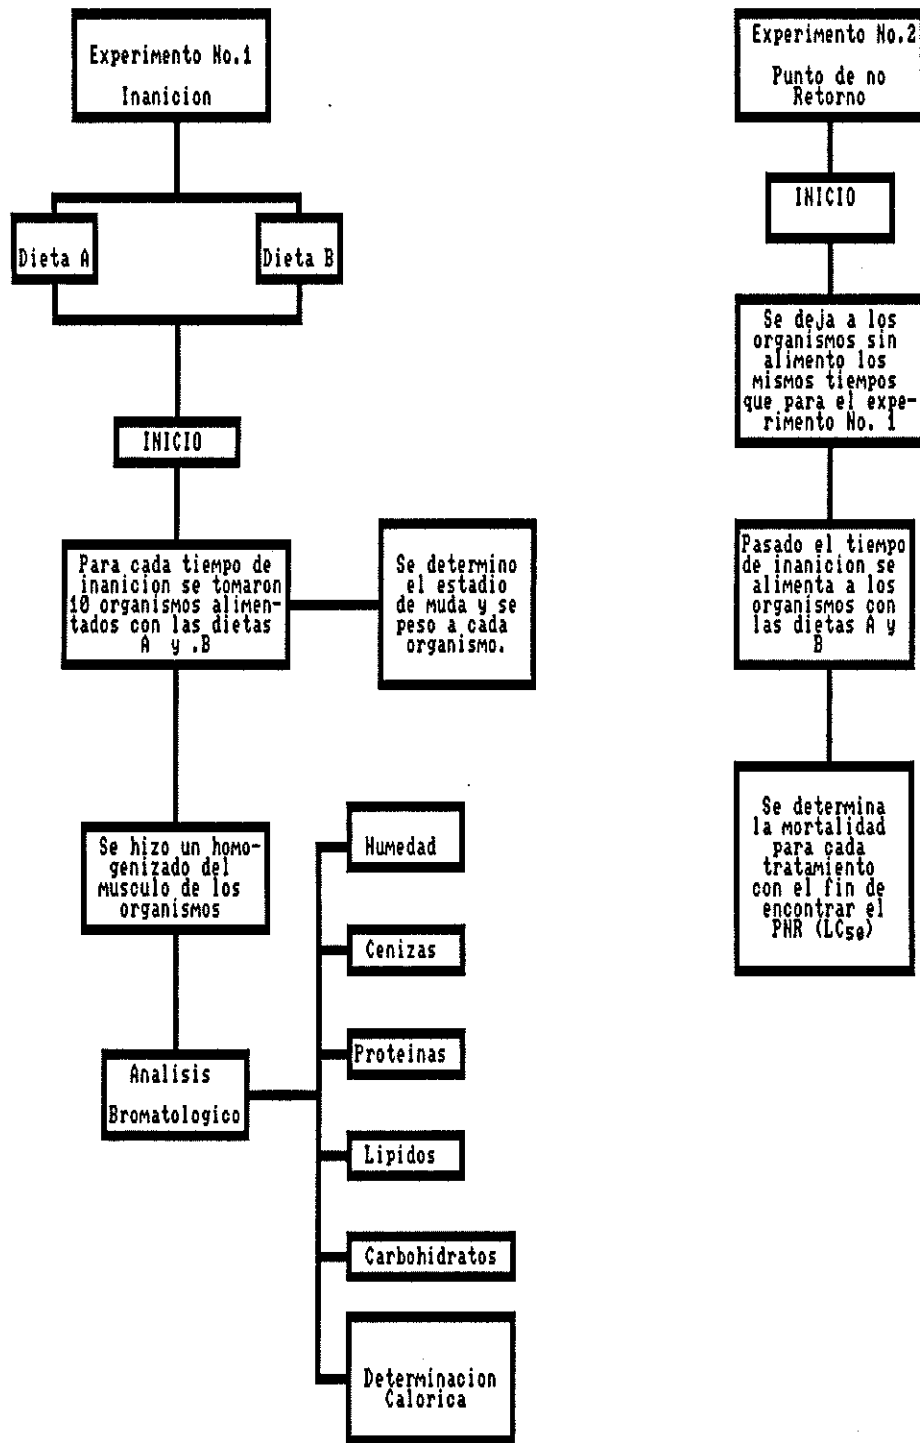 Experimento No.1
Inanicion
Dieta A
Dieta B
INICIO
Para cada tiempo de
inanicion se tomaron
10 organismos alimen-
tados con las dietas
A y .B
Se determino
el estadio
de muda y se
peso a cada
organismo.
Se hizo un homo-
genizado del
musculo de los
organismos
Analisis
Bromatologico
Humedad
Cenizas
Proteinas
Lipidos
Carbohidratos
Determinacion
Calorica
Experimento No.2
Punto de no
Retorno
INICIO
Se deja a los
organismos sin
alimento los
mismos tiempos
que para el expe-
rimento No. 1
Pasado el tiempo
de inanicion se
alimenta a los
organismos con
las dietas A y
B
Se determina
la mortalidad
para cada
tratamiento
con el fin de
encontrar el
PNR (LC50)